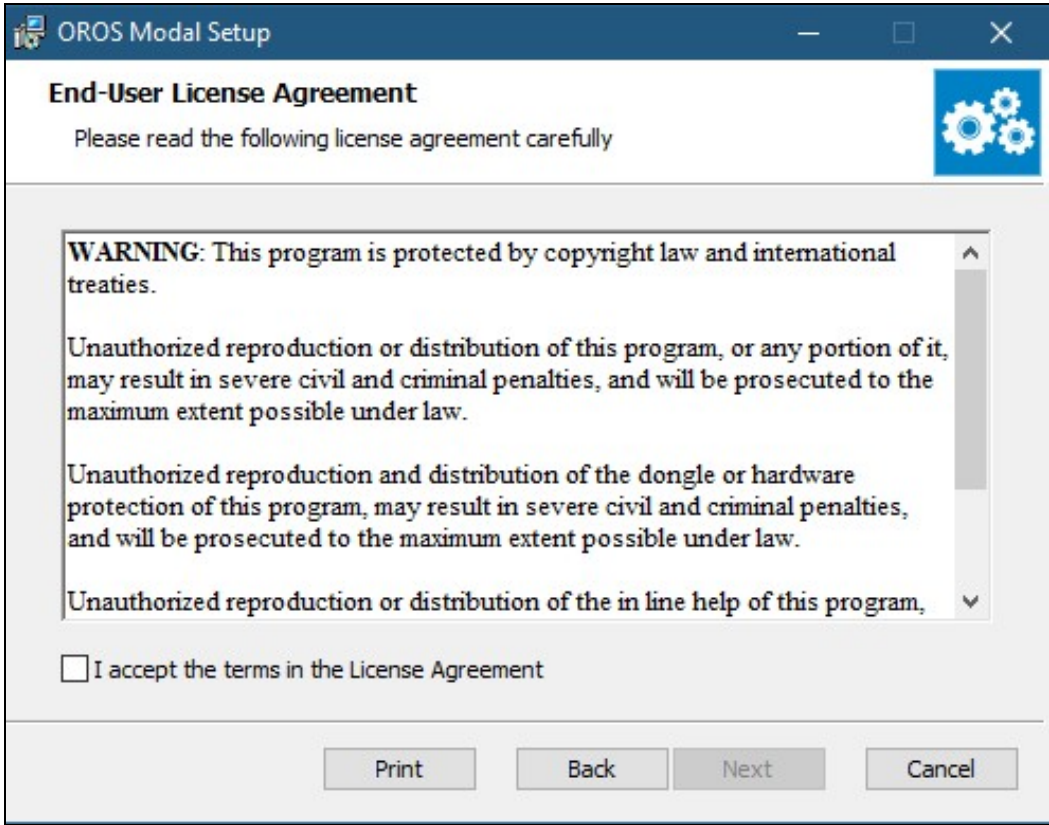 OROS Modal Setup
End-User License Agreement
Please read the following license agreement carefully
WARNING: This program is protected by copyright law and international
treaties.
Unauthorized reproduction or distribution of this program, or any portion of it,
may result in severe civil and criminal penalties, and will be prosecuted to the
maximum extent possible under law.
Unauthorized reproduction and distribution of the dongle or hardware
protection of this program, may result in severe civil and criminal penalties,
and will be prosecuted to the maximum extent possible under law.
Unauthorized reproduction or distribution of the in line help of this program,
I accept the terms in the License Agreement
Print Back Next Cancel